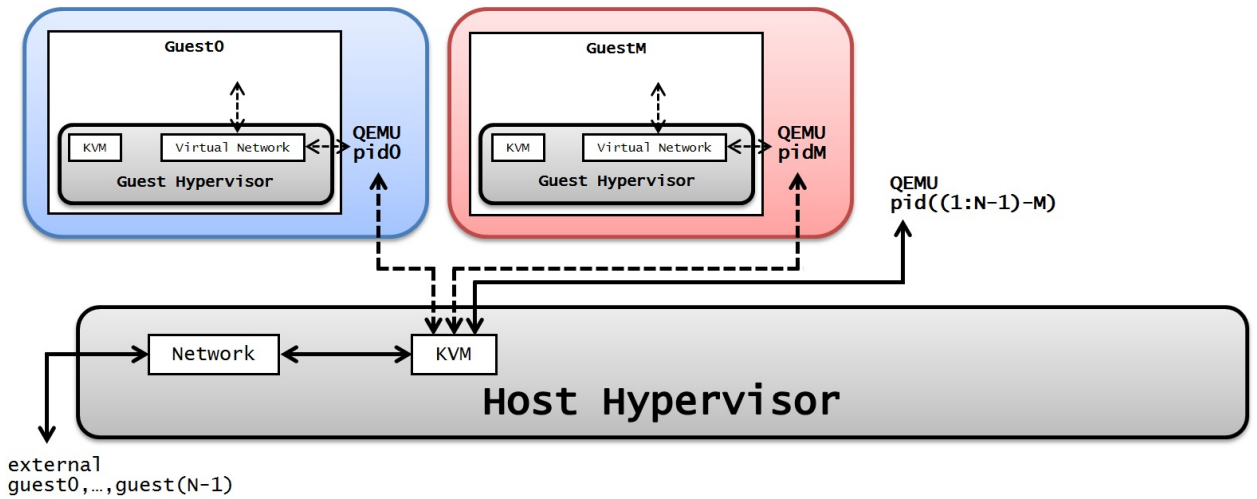 Guest0
KVM
Virtual Network
Guest Hypervisor
QEMU
pid0
GuestM
KVM
Virtual Network
Guest Hypervisor
QEMU
pidM
QEMU
pid((1:N-1)-M)
Network
KVM
Host Hypervisor
external
guest0,…,guest(N-1)